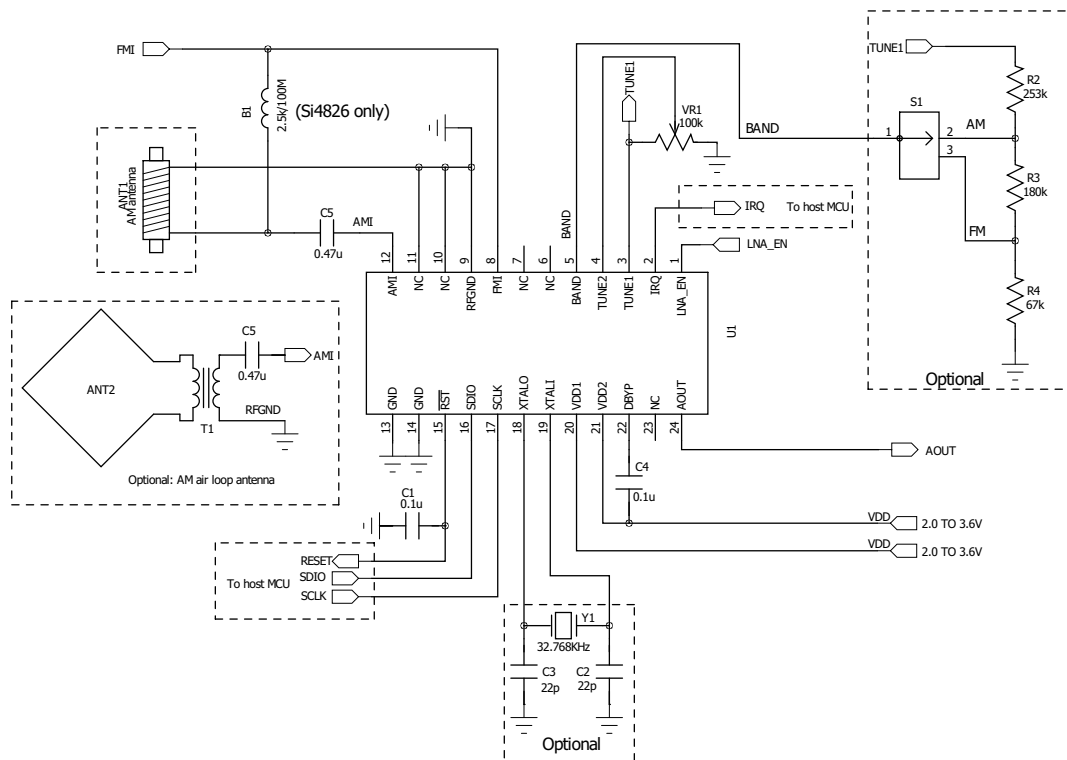 FMI
B1
2.5k/100M
(Si4826 only)
ANT1
AM antenna
C5
0.47u
AMI
TUNE1
VR1
100k
BAND
BAND
IRQ
To host MCU
LNA_EN
TUNE1
R2
253k
S1
1
2
3
AM
FM
R3
180k
R4
67k
Optional
12
11
10
9
8
7
6
5
4
3
2
1
AMI
NC
NC
RFGND
FMI
NC
NC
BAND
TUNE2
TUNE1
IRQ
LNA_EN
U1
GND
GND
RST
SDIO
SCLK
XTALO
XTALI
VDD1
VDD2
DBYP
NC
AOUT
13
14
15
16
17
18
19
20
21
22
23
24
ANT2
T1
C5
0.47u
AMI
RFGND
Optional: AM air loop antenna
AOUT
C4
0.1u
VDD
2.0 TO 3.6V
VDD
2.0 TO 3.6V
C1
0.1u
To host MCU
RESET
SDIO
SCLK
Y1
32.768KHz
C3
22p
C2
22p
Optional